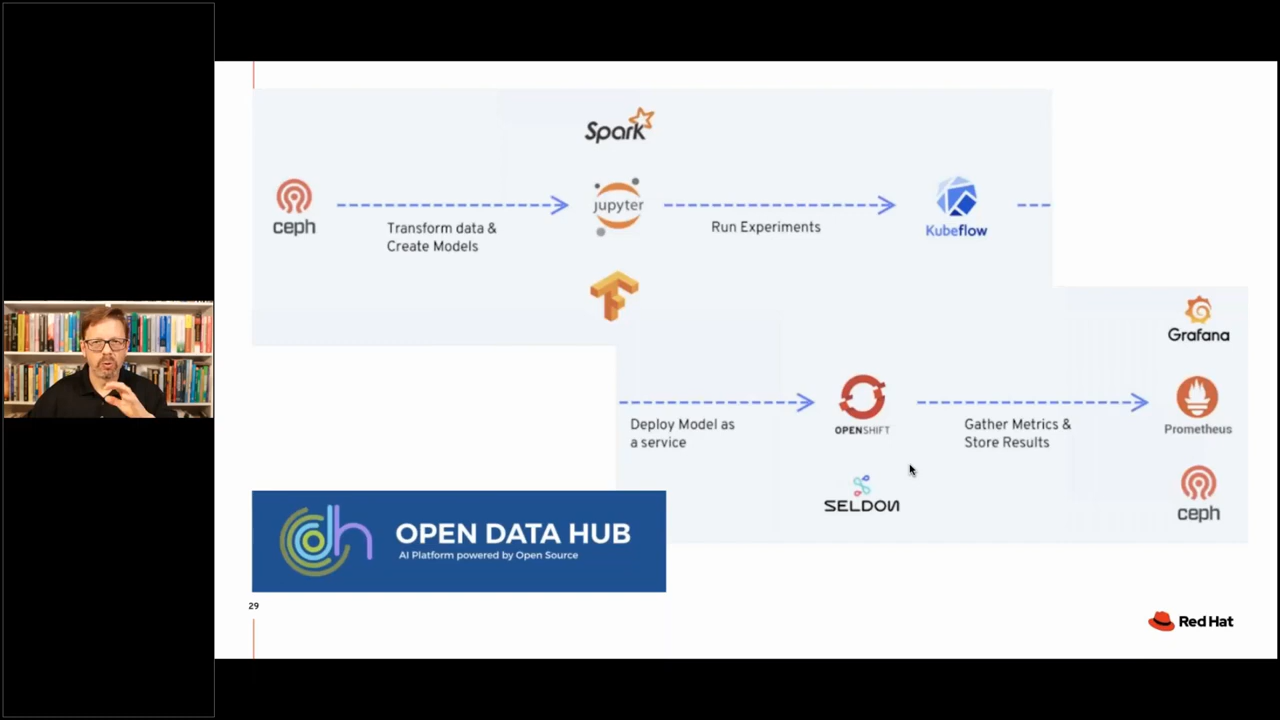 Spark
ceph
Transform data &
Create Models
jupyter
Run Experiments
Kubeflow
Grafana
Deploy Model as
a service
OPENSHIFT
Gather Metrics &
Store Results
Prometheus
SELDON
ceph
OPEN DATA HUB
AI Platform powered by Open Source
29
Red Hat